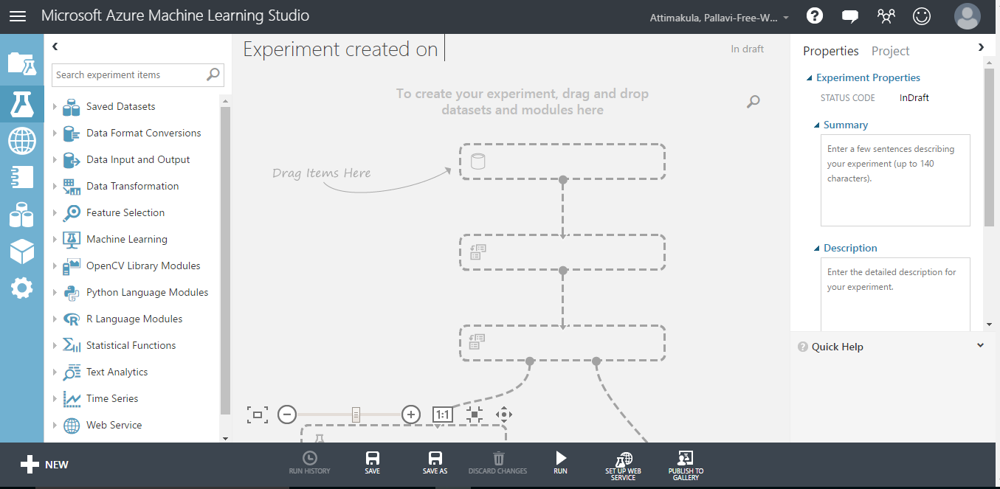 Microsoft Azure Machine Learning Studio
Attimakula, Pallavi-Free-W...
?
Experiment created on
In draft
Search experiment items
Saved Datasets
Data Format Conversions
Data Input and Output
Data Transformation
Feature Selection
Machine Learning
OpenCV Library Modules
Python Language Modules
R Language Modules
Statistical Functions
Text Analytics
Time Series
Web Service
To create your experiment, drag and drop
datasets and modules here
Drag Items Here
1:1
Properties Project
Experiment Properties
STATUS CODE InDraft
Summary
Enter a few sentences describing
your experiment (up to 140
characters).
Description
Enter the detailed description for
your experiment.
? Quick Help
NEW
RUN HISTORY
SAVE
SAVE AS
DISCARD CHANGES
RUN
SET UP WEB
SERVICE
PUBLISH TO
GALLERY